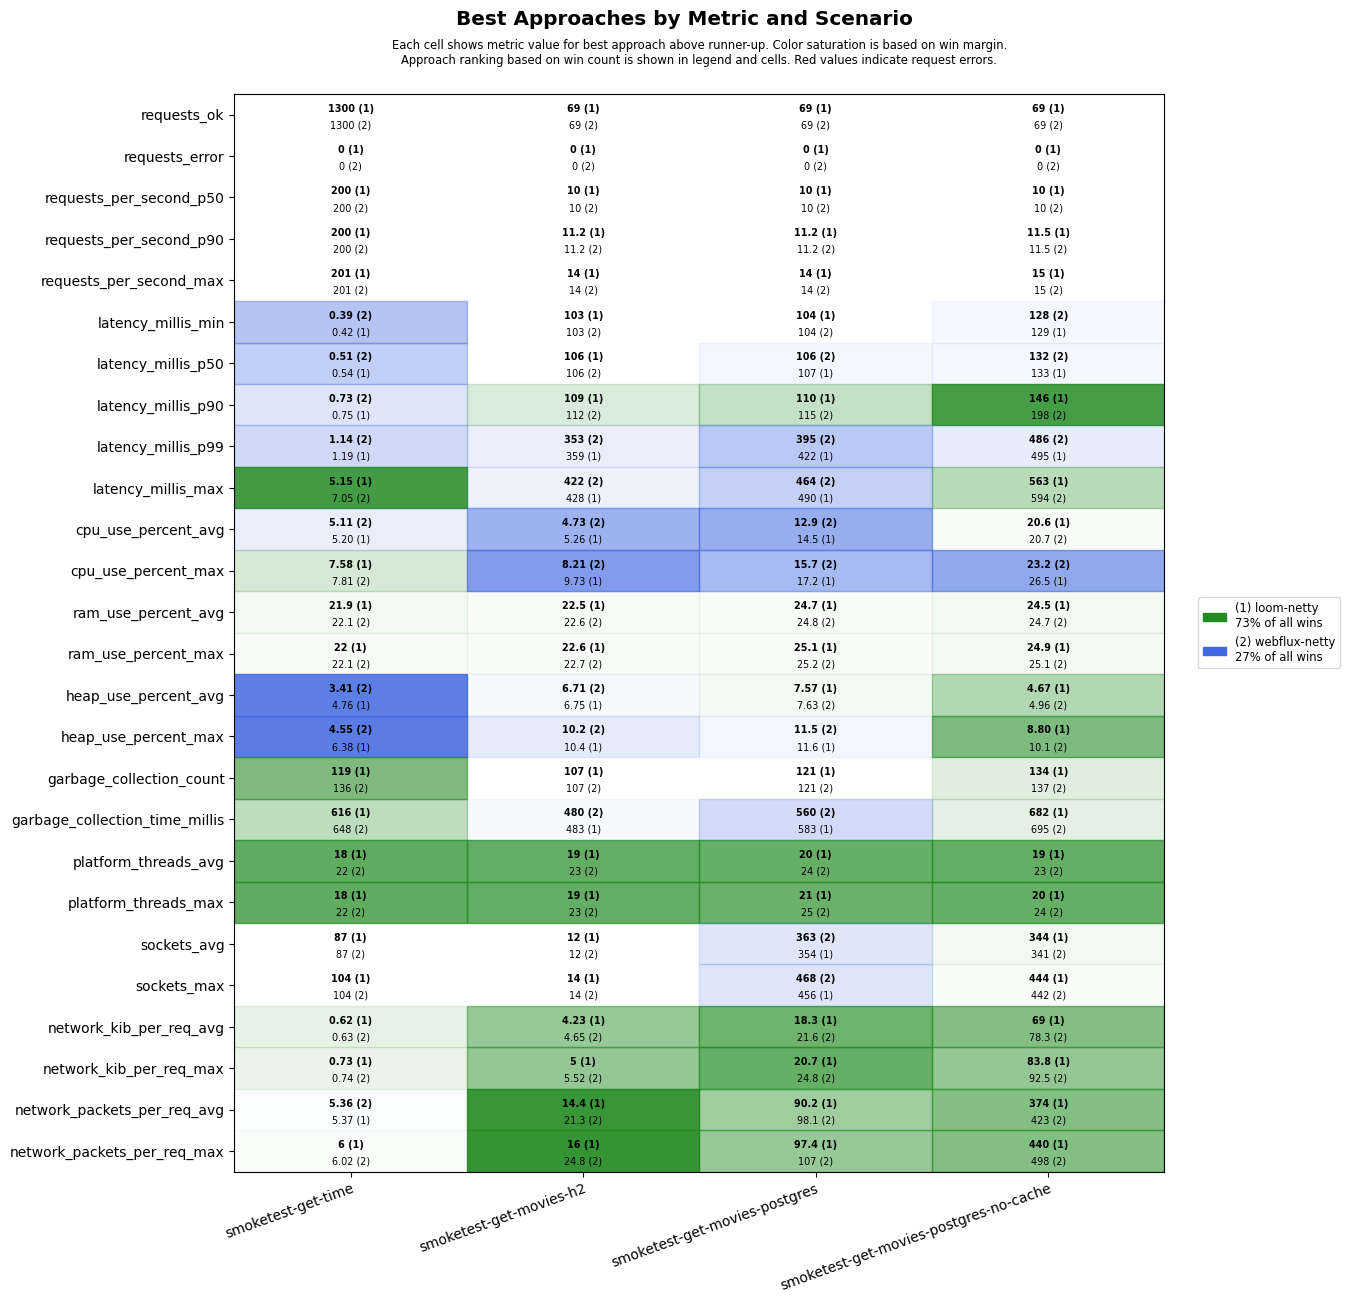 Best Approaches by Metric and Scenario
Each cell shows metric value for best approach above runner-up. Color saturation is based on win margin.
Approach ranking based on win count is shown in legend and cells. Red values indicate request errors.
requests_ok
1300 (1) 69 (1) 69 (1) 69 (1)
1300 (2) 69 (2) 69 (2) 69 (2)
requests_error
0 (1) 0 (1) 0 (1) 0 (1)
0 (2) 0 (2) 0 (2) 0 (2)
requests_per_second_p50
200 (1) 10 (1) 10 (1) 10 (1)
200 (2) 10 (2) 10 (2) 10 (2)
requests_per_second_p90
200 (1) 11.2 (1) 11.2 (1) 11.5 (1)
200 (2) 11.2 (2) 11.2 (2) 11.5 (2)
requests_per_second_max
201 (1) 14 (1) 14 (1) 15 (1)
201 (2) 14 (2) 14 (2) 15 (2)
latency_millis_min
0.39 (2) 103 (1) 104 (1) 128 (2)
0.42 (1) 103 (2) 104 (2) 129 (1)
latency_millis_p50
0.51 (2) 106 (1) 106 (2) 132 (2)
0.54 (1) 106 (2) 107 (1) 133 (1)
latency_millis_p90
0.73 (2) 109 (1) 110 (1) 146 (1)
0.75 (1) 112 (2) 115 (2) 198 (2)
latency_millis_p99
1.14 (2) 353 (2) 395 (2) 486 (2)
1.19 (1) 359 (1) 422 (1) 495 (1)
latency_millis_max
5.15 (1) 422 (2) 464 (2) 563 (1)
7.05 (2) 428 (1) 490 (1) 594 (2)
cpu_use_percent_avg
5.11 (2) 4.73 (2) 12.9 (2) 20.6 (1)
5.20 (1) 5.26 (1) 14.5 (1) 20.7 (2)
cpu_use_percent_max
7.58 (1) 8.21 (2) 15.7 (2) 23.2 (2)
7.81 (2) 9.73 (1) 17.2 (1) 26.5 (1)
ram_use_percent_avg
21.9 (1) 22.5 (1) 24.7 (1) 24.5 (1)
22.1 (2) 22.6 (2) 24.8 (2) 24.7 (2)
ram_use_percent_max
22 (1) 22.6 (1) 25.1 (1) 24.9 (1)
22.1 (2) 22.7 (2) 25.2 (2) 25.1 (2)
heap_use_percent_avg
3.41 (2) 6.71 (2) 7.57 (1) 4.67 (1)
4.76 (1) 6.75 (1) 7.63 (2) 4.96 (2)
heap_use_percent_max
4.55 (2) 10.2 (2) 11.5 (2) 8.80 (1)
6.38 (1) 10.4 (1) 11.6 (1) 10.1 (2)
garbage_collection_count
119 (1) 107 (1) 121 (1) 134 (1)
136 (2) 107 (2) 121 (2) 137 (2)
garbage_collection_time_millis
616 (1) 480 (2) 560 (2) 682 (1)
648 (2) 483 (1) 583 (1) 695 (2)
platform_threads_avg
18 (1) 19 (1) 20 (1) 19 (1)
22 (2) 23 (2) 24 (2) 23 (2)
platform_threads_max
18 (1) 19 (1) 21 (1) 20 (1)
22 (2) 23 (2) 25 (2) 24 (2)
sockets_avg
87 (1) 12 (1) 363 (2) 344 (1)
87 (2) 12 (2) 354 (1) 341 (2)
sockets_max
104 (1) 14 (1) 468 (2) 444 (1)
104 (2) 14 (2) 456 (1) 442 (2)
network_kib_per_req_avg
0.62 (1) 4.23 (1) 18.3 (1) 69 (1)
0.63 (2) 4.65 (2) 21.6 (2) 78.3 (2)
network_kib_per_req_max
0.73 (1) 5 (1) 20.7 (1) 83.8 (1)
0.74 (2) 5.52 (2) 24.8 (2) 92.5 (2)
network_packets_per_req_avg
5.36 (2) 14.4 (1) 90.2 (1) 374 (1)
5.37 (1) 21.3 (2) 98.1 (2) 423 (2)
network_packets_per_req_max
6 (1) 16 (1) 97.4 (1) 440 (1)
6.02 (2) 24.8 (2) 107 (2) 498 (2)
smoketest-get-time
smoketest-get-movies-h2
smoketest-get-movies-postgres
smoketest-get-movies-postgres-no-cache
(1) loom-netty
73% of all wins
(2) webflux-netty
27% of all wins